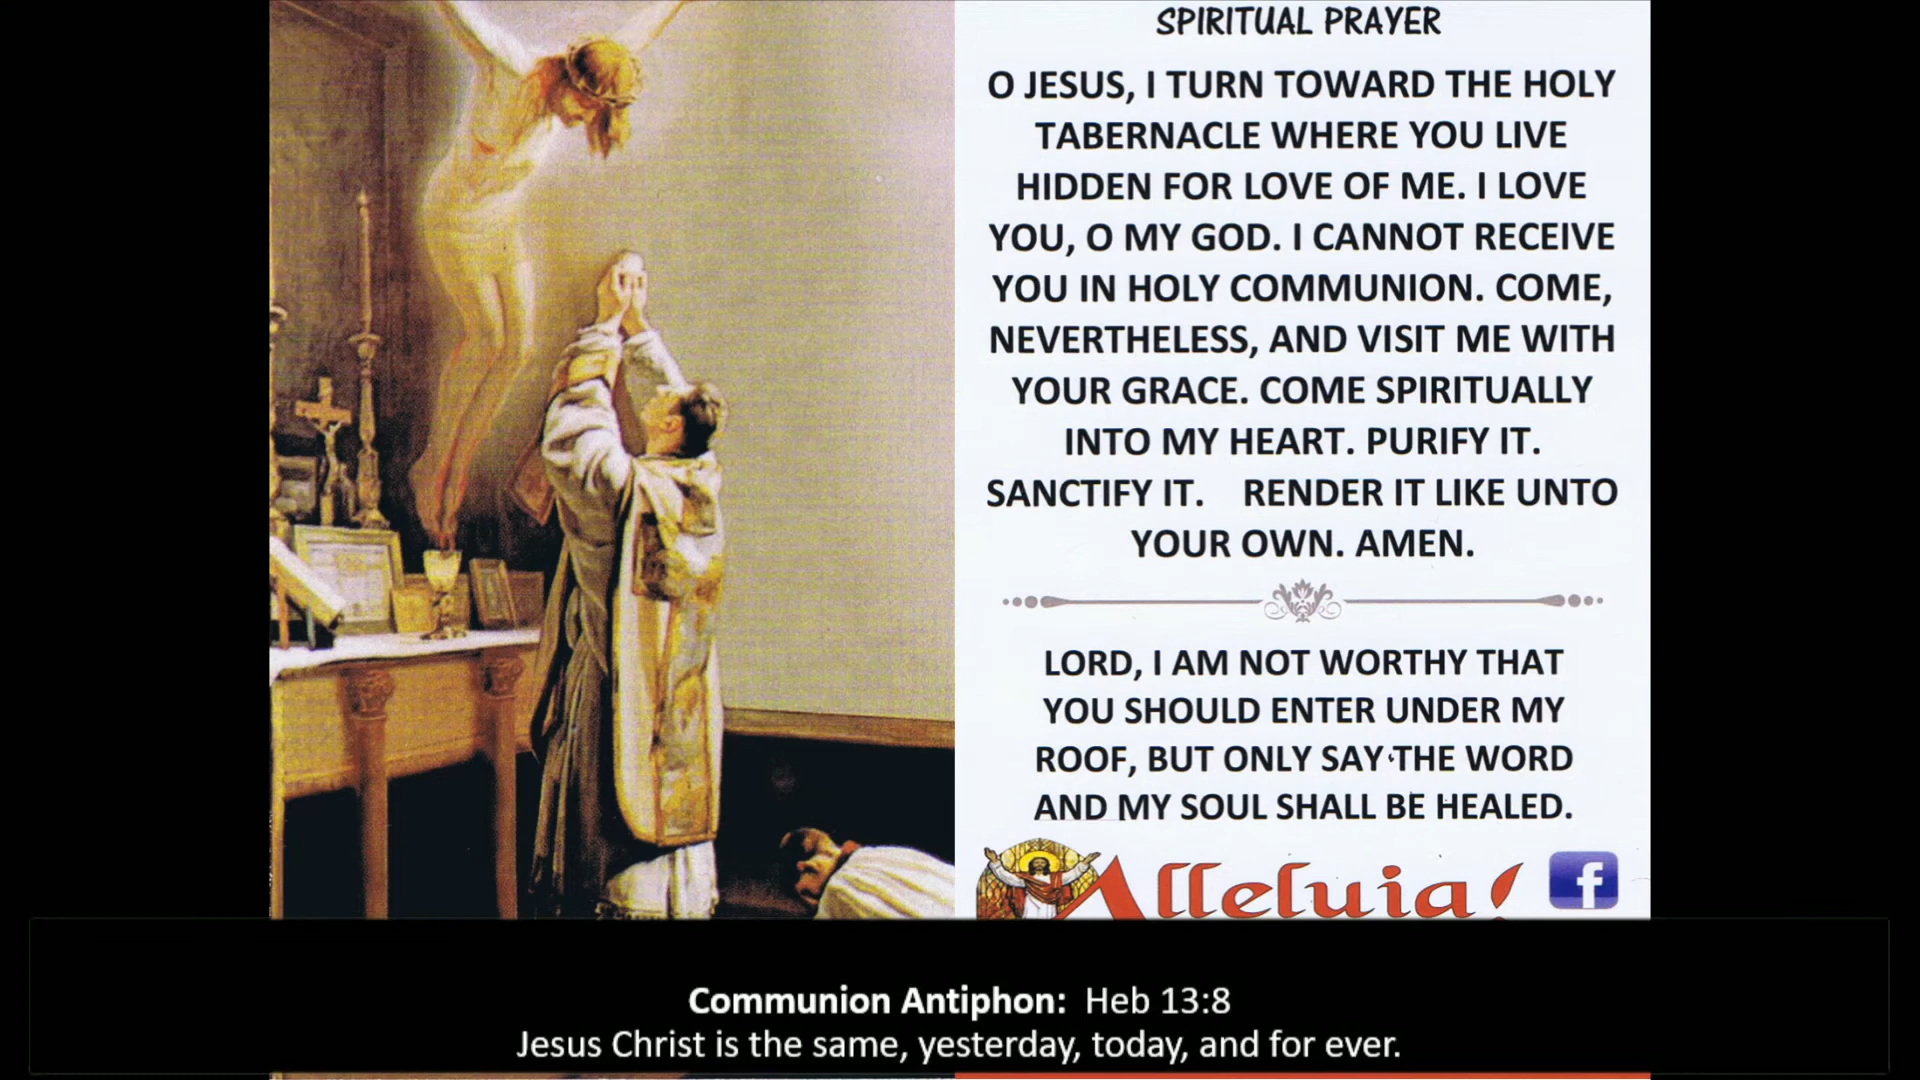 SPIRITUAL PRAYER
O JESUS, I TURN TOWARD THE HOLY
TABERNACLE WHERE YOU LIVE
HIDDEN FOR LOVE OF ME. I LOVE
YOU, O MY GOD. I CANNOT RECEIVE
YOU IN HOLY COMMUNION. COME,
NEVERTHELESS, AND VISIT ME WITH
YOUR GRACE. COME SPIRITUALLY
INTO MY HEART. PURIFY IT.
SANCTIFY IT. RENDER IT LIKE UNTO
YOUR OWN. AMEN.
LORD, I AM NOT WORTHY THAT
YOU SHOULD ENTER UNDER MY
ROOF, BUT ONLY SAY THE WORD
AND MY SOUL SHALL BE HEALED.
Alleluia!
f
Communion Antiphon: Heb 13:8
Jesus Christ is the same, yesterday, today, and for ever.